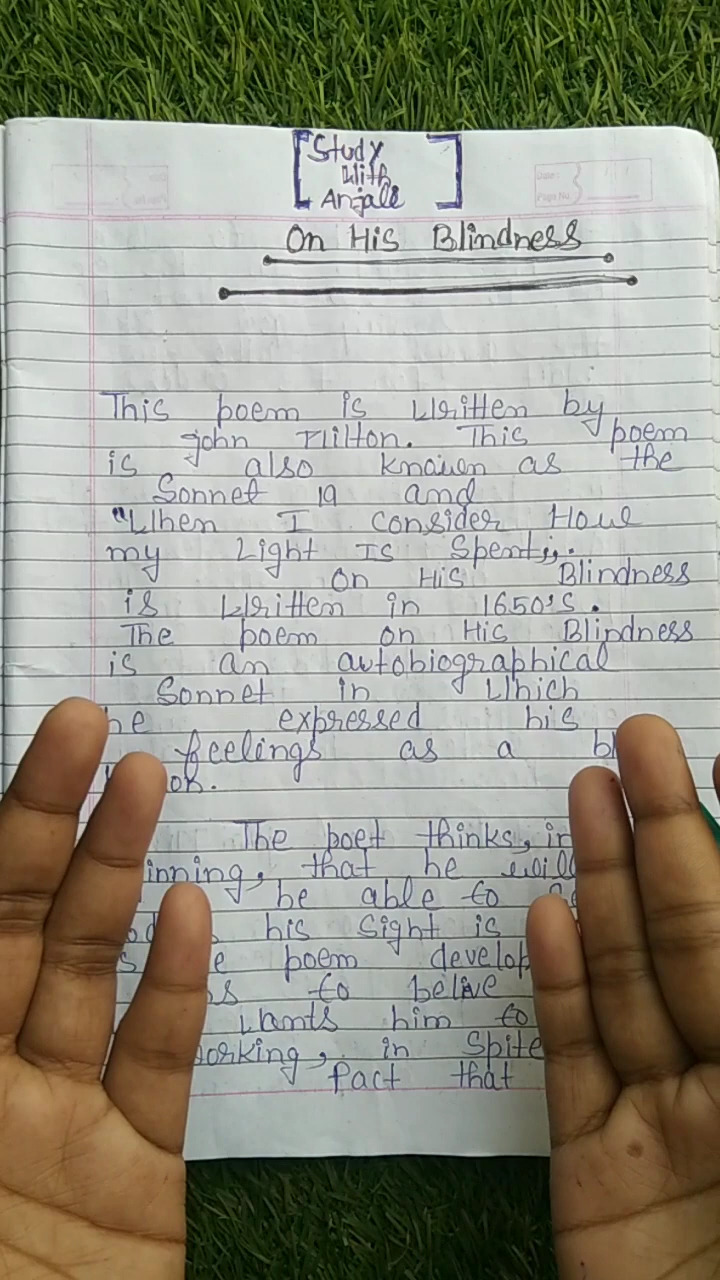 Study
With
Anjali
On His Blindness
This poem is written by
john Milton. This poem
is also known as the
Sonnet 19 and
"When I consider How
my Light Is Spent".
On His Blindness
is written in 1650's.
The poem on His Blindness
is an autobiographical
Sonnet in Which
he expressed his
feelings as a
The poet thinks, in
that he will
be able to
his sight is
poem
to belive
Wants him to
in Spite
Fact that